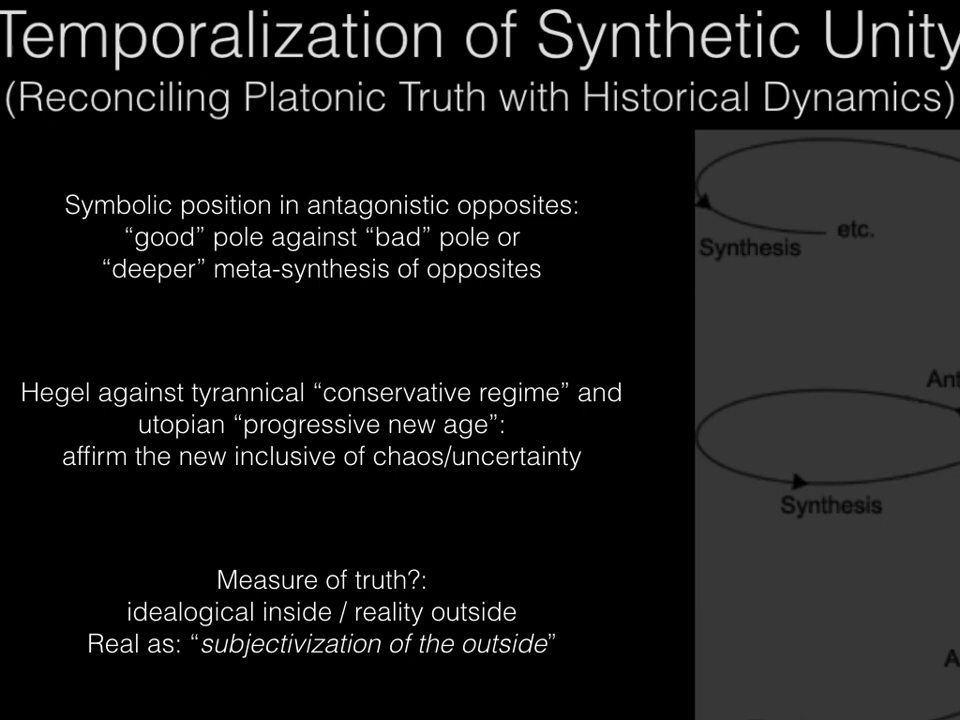 Temporalization of Synthetic Unity
(Reconciling Platonic Truth with Historical Dynamics)
Symbolic position in antagonistic opposites:
“good” pole against “bad” pole or
“deeper” meta-synthesis of opposites
etc.
Synthesis
Hegel against tyrannical “conservative regime” and
utopian “progressive new age”:
affirm the new inclusive of chaos/uncertainty
Ant
Synthesis
Measure of truth?:
idealogical inside / reality outside
Real as: “subjectivization of the outside”
A